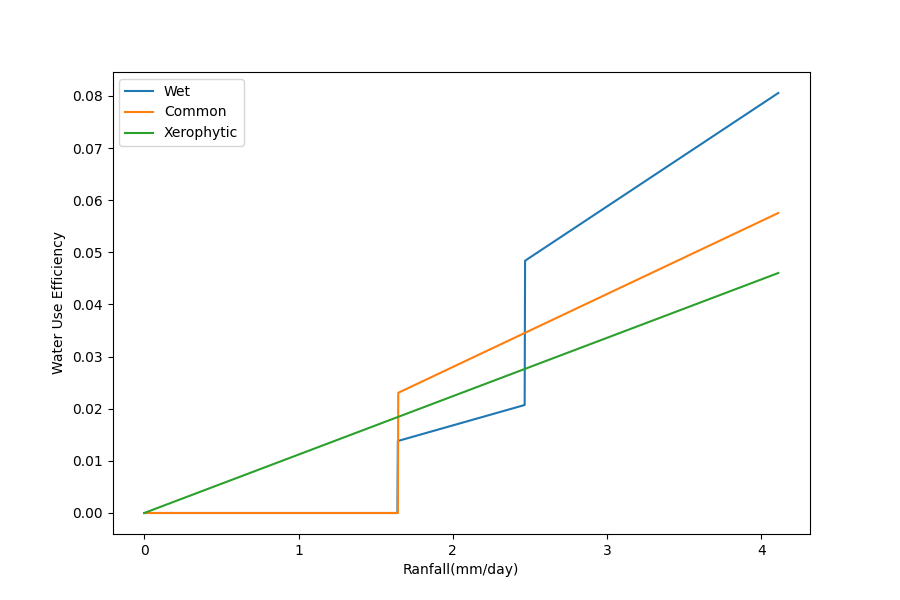 Wet
Common
Xerophytic
0.08
0.07
0.06
0.05
0.04
0.03
0.02
0.01
0.00
Water Use Efficiency
0 1 2 3 4
Ranfall(mm/day)